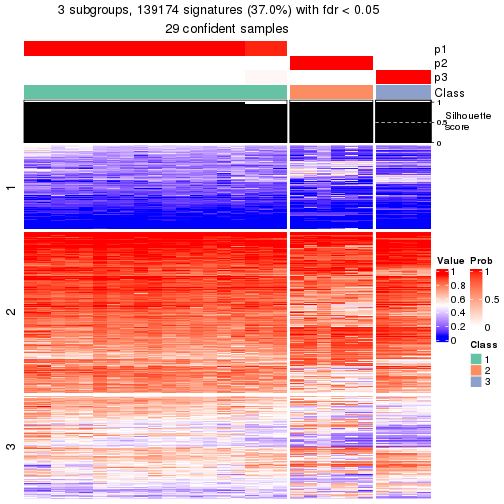 3 subgroups, 139174 signatures (37.0%) with fdr < 0.05
29 confident samples
p1
p2
p3
Class
1
0.5
0
Silhouette
score
1
2
3
Value
1
0.8
0.6
0.4
0.2
0
Prob
1
0.5
0
Class
1
2
3